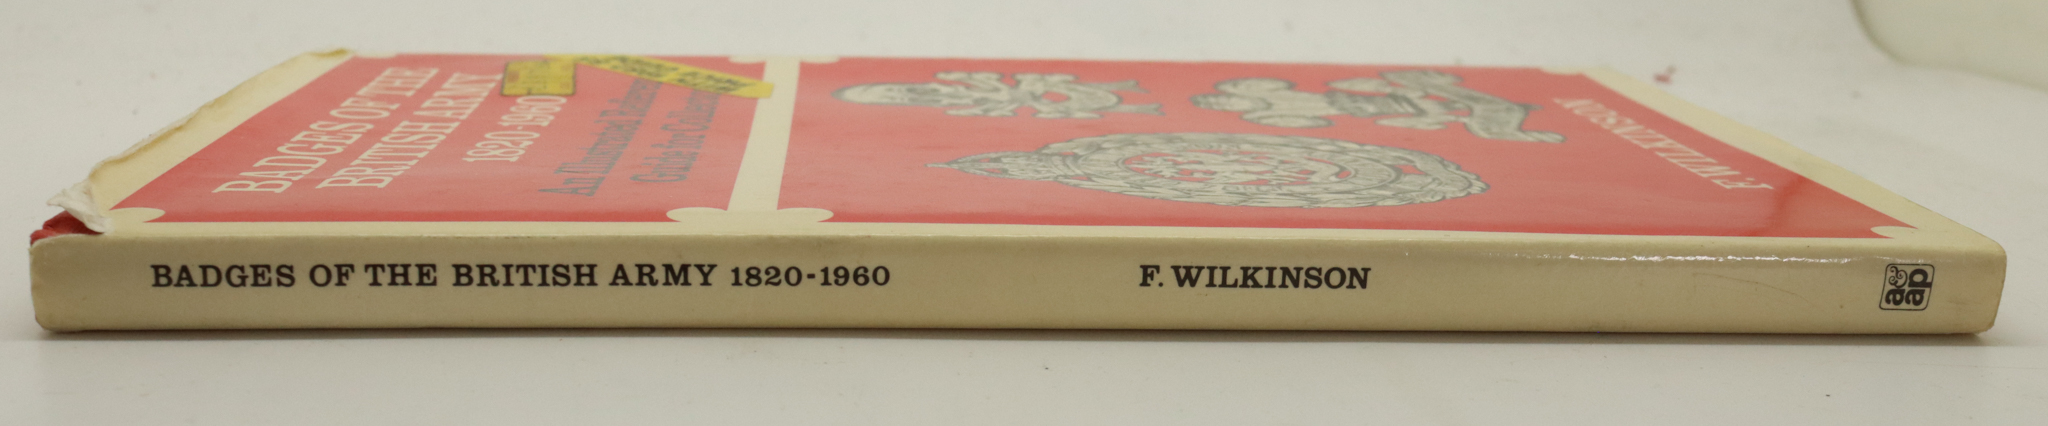 BADGES OF THE
BRITISH ARMY
1820-1960
An Illustrated Reference
Guide for Collectors
F. WILKINSON
BADGES OF THE BRITISH ARMY 1820-1960
F. WILKINSON
a&
ap